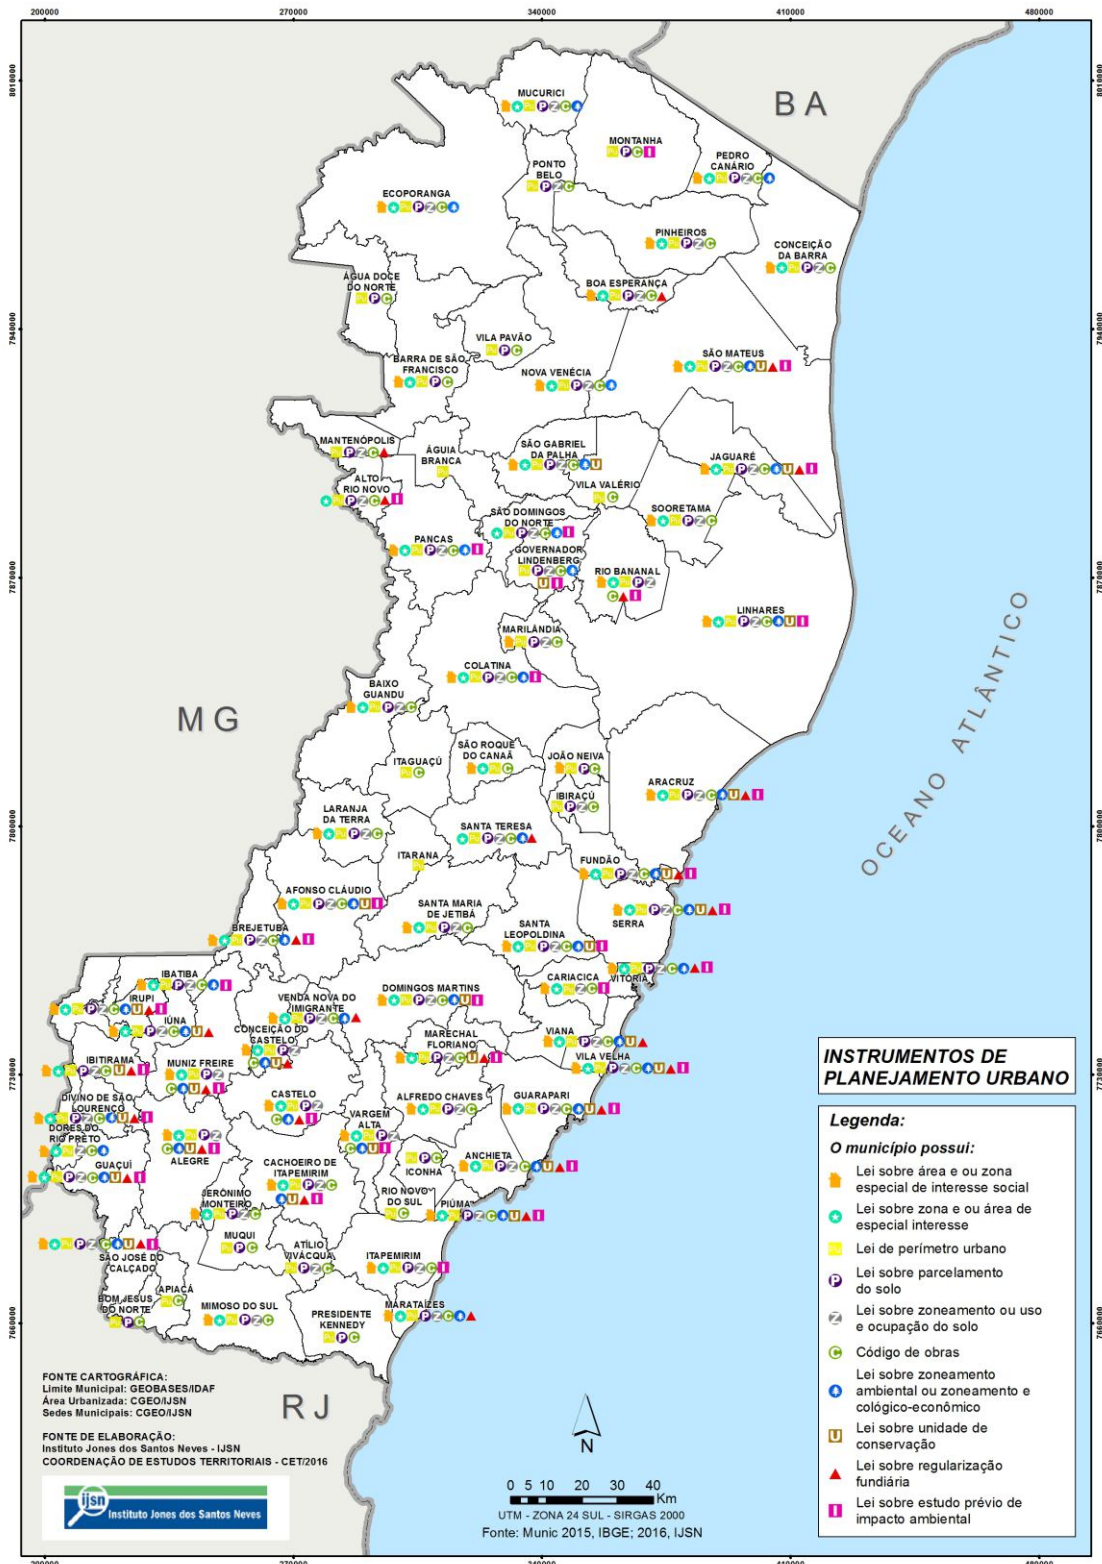 200000
270000
340000
410000
480000
8010000
8010000
7940000
7940000
7870000
7870000
7800000
7800000
7730000
7730000
7660000
7660000
BA
MG
RJ
OCEANO ATLÂNTICO
MUCURICI
MONTANHA
PEDRO
CANÁRIO
PONTO
BELO
ECOPORANGA
PINHEIROS
CONCEIÇÃO
DA BARRA
ÁGUA DOCE
DO NORTE
BOA ESPERANÇA
VILA PAVÃO
BARRA DE SÃO
FRANCISCO
NOVA VENÉCIA
SÃO MATEUS
MANTENÓPOLIS
ÁGUIA
BRANCA
SÃO GABRIEL
DA PALHA
JAGUARÉ
ALTO
RIO NOVO
VILA VALÉRIO
SOORETAMA
SÃO DOMINGOS
DO NORTE
PANCAS
GOVERNADOR
LINDENBERG
RIO BANANAL
LINHARES
MARILÂNDIA
COLATINA
BAIXO
GUANDU
ITAGUAÇÚ
SÃO ROQUE
DO CANAÃ
JOÃO NEIVA
IBIRAÇÚ
ARACRUZ
LARANJA
DA TERRA
SANTA TERESA
ITARANA
FUNDÃO
AFONSO CLÁUDIO
SANTA MARIA
DE JETIBÁ
SERRA
BREJETUBA
SANTA
LEOPOLDINA
VITÓRIA
IBATIBA
CARIACICA
DOMINGOS MARTINS
VENDA NOVA DO
IMIGRANTE
IRUPI
IÚNA
CONCEIÇÃO DO
CASTELO
MARECHAL
FLORIANO
VIANA
VILA VELHA
IBITIRAMA
MUNIZ FREIRE
DIVINO DE SÃO
LOURENÇO
CASTELO
ALFREDO CHAVES
GUARAPARI
VARGEM
ALTA
DORES DO
RIO PRETO
ALEGRE
GUAÇUÍ
CACHOEIRO DE
ITAPEMIRIM
ICONHA
ANCHIETA
JERÔNIMO
MONTEIRO
RIO NOVO
DO SUL
PIÚMA
MUQUI
ATÍLIO
VIVÁCQUA
ITAPEMIRIM
SÃO JOSÉ DO
CALÇADO
APIACÁ
BOM JESUS
DO NORTE
MIMOSO DO SUL
PRESIDENTE
KENNEDY
MARATAÍZES
INSTRUMENTOS DE
PLANEJAMENTO URBANO
Legenda:
O município possui:
Lei sobre área e ou zona
especial de interesse social
Lei sobre zona e ou área de
especial interesse
Lei de perímetro urbano
Lei sobre parcelamento
do solo
Lei sobre zoneamento ou uso
e ocupação do solo
Código de obras
Lei sobre zoneamento
ambiental ou zoneamento e
cológico-econômico
Lei sobre unidade de
conservação
Lei sobre regularização
fundiária
Lei sobre estudo prévio de
impacto ambiental
FONTE CARTOGRÁFICA:
Limite Municipal: GEOBASES/IDAF
Área Urbanizada: CGEO/IJSN
Sedes Municipais: CGEO/IJSN
FONTE DE ELABORAÇÃO:
Instituto Jones dos Santos Neves - IJSN
COORDENAÇÃO DE ESTUDOS TERRITORIAIS - CET/2016
ijsn
Instituto Jones dos Santos Neves
N
0 5 10 20 30 40
Km
UTM - ZONA 24 SUL - SIRGAS 2000
Fonte: Munic 2015, IBGE; 2016, IJSN
200000
270000
340000
410000
480000